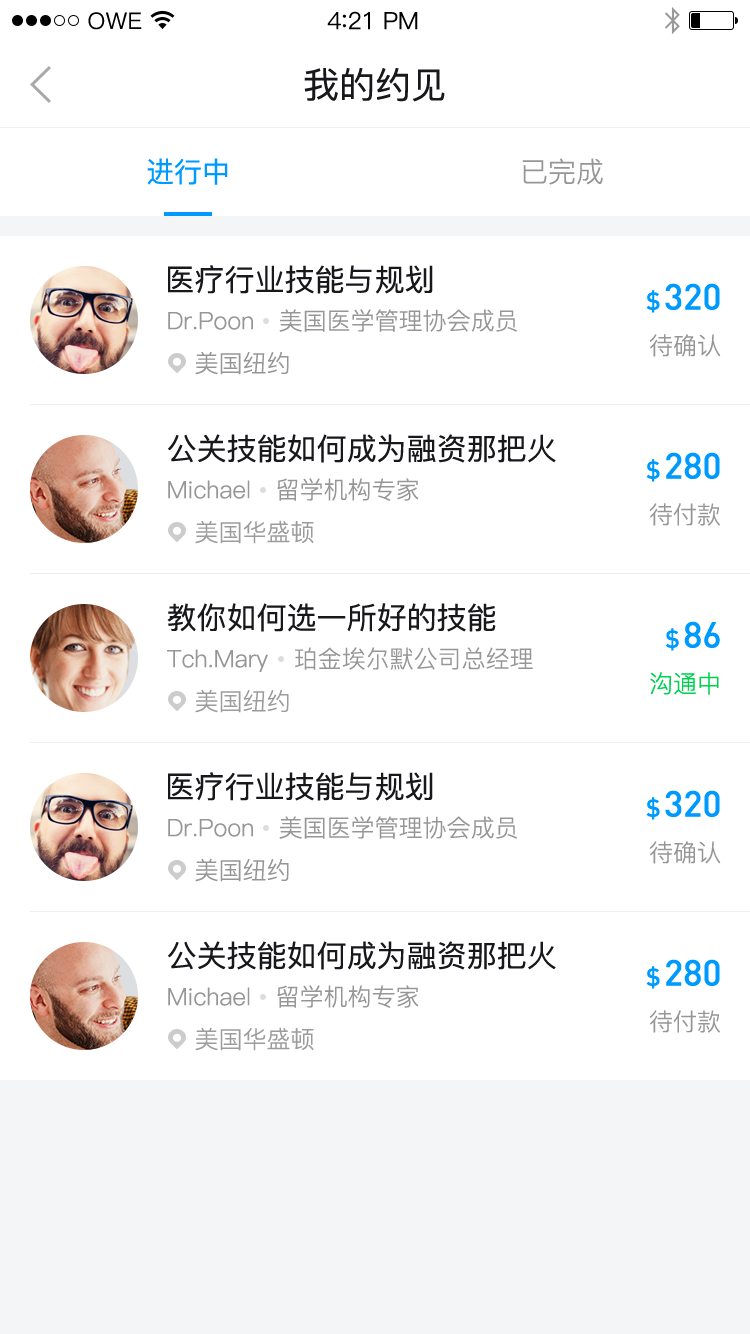 OWE 4:21 PM
我的约见
进行中 已完成
医疗行业技能与规划
Dr.Poon • 美国医学管理协会成员
美国纽约
$320
待确认
公关技能如何成为融资那把火
Michael • 留学机构专家
美国华盛顿
$280
待付款
教你如何选一所好的技能
Tch.Mary • 珀金埃尔默公司总经理
美国纽约
$86
沟通中
医疗行业技能与规划
Dr.Poon • 美国医学管理协会成员
美国纽约
$320
待确认
公关技能如何成为融资那把火
Michael • 留学机构专家
美国华盛顿
$280
待付款